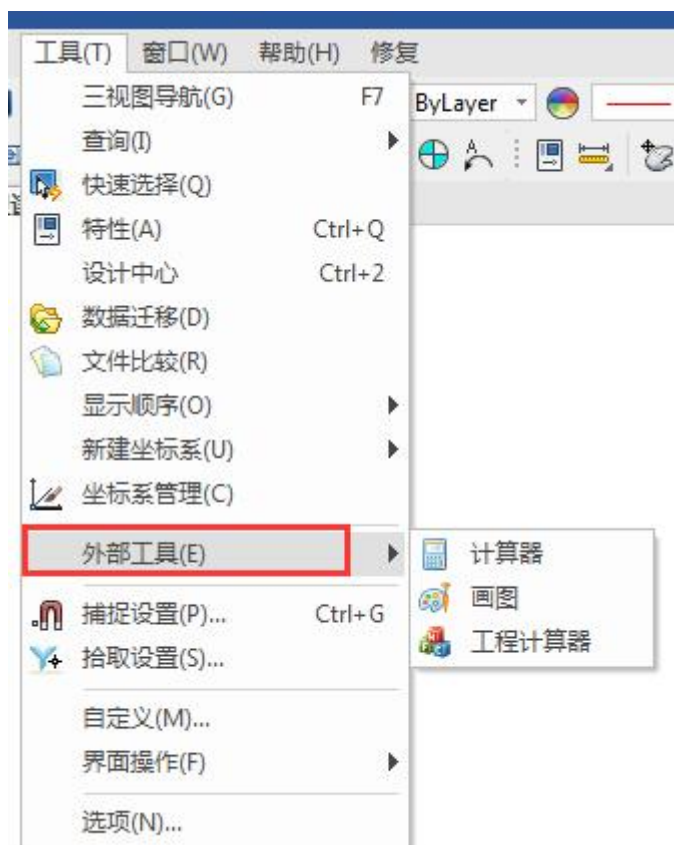 工具(T) 窗口(W) 帮助(H) 修复
三视图导航(G) F7
ByLayer
查询(I)
快速选择(Q)
特性(A) Ctrl+Q
设计中心 Ctrl+2
数据迁移(D)
文件比较(R)
显示顺序(O)
新建坐标系(U)
坐标系管理(C)
外部工具(E)
计算器
画图
工程计算器
捕捉设置(P)... Ctrl+G
拾取设置(S)...
自定义(M)...
界面操作(F)
选项(N)...